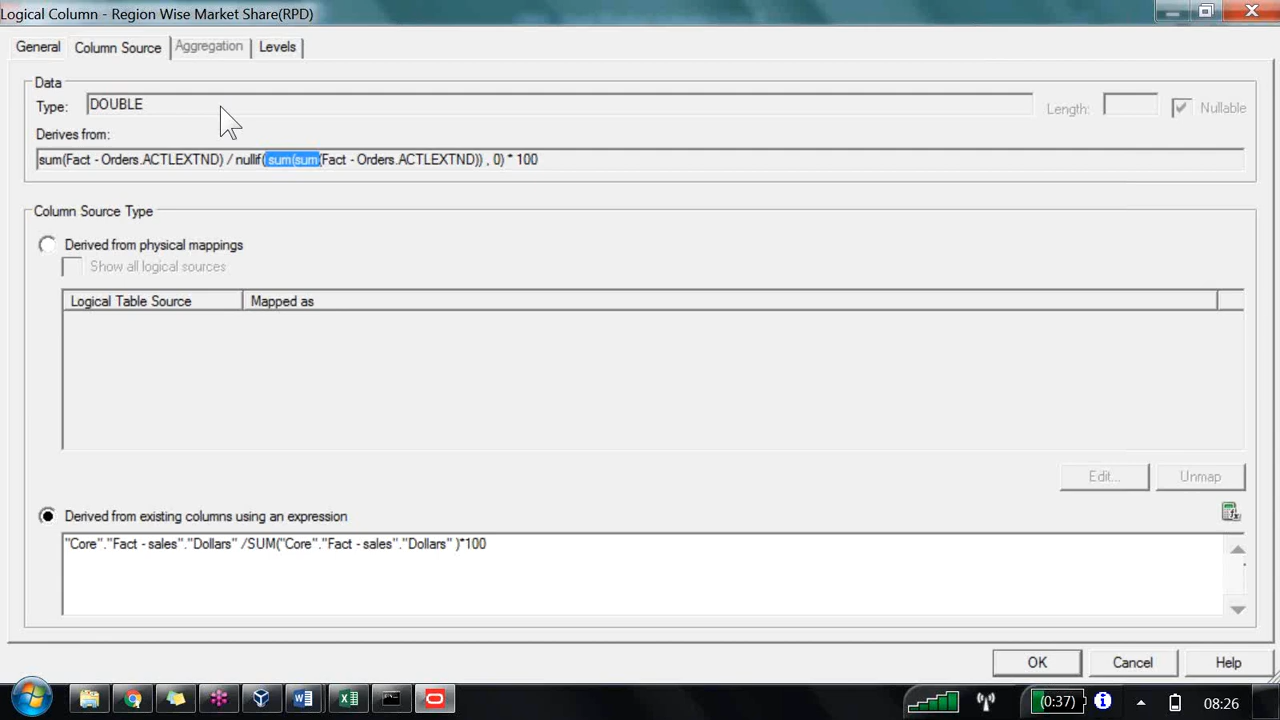 Logical Column - Region Wise Market Share(RPD)
General
Column Source
Aggregation
Levels
Data
Type:
DOUBLE
Length:
Nullable
Derives from:
sum(Fact - Orders.ACTLEXTND) / nullif( sum(sum(Fact - Orders.ACTLEXTND)) , 0) * 100
Column Source Type
Derived from physical mappings
Show all logical sources
Logical Table Source
Mapped as
Edit...
Unmap
Derived from existing columns using an expression
"Core"."Fact - sales"."Dollars" /SUM("Core"."Fact - sales"."Dollars" )*100
OK
Cancel
Help
(0:37)
08:26